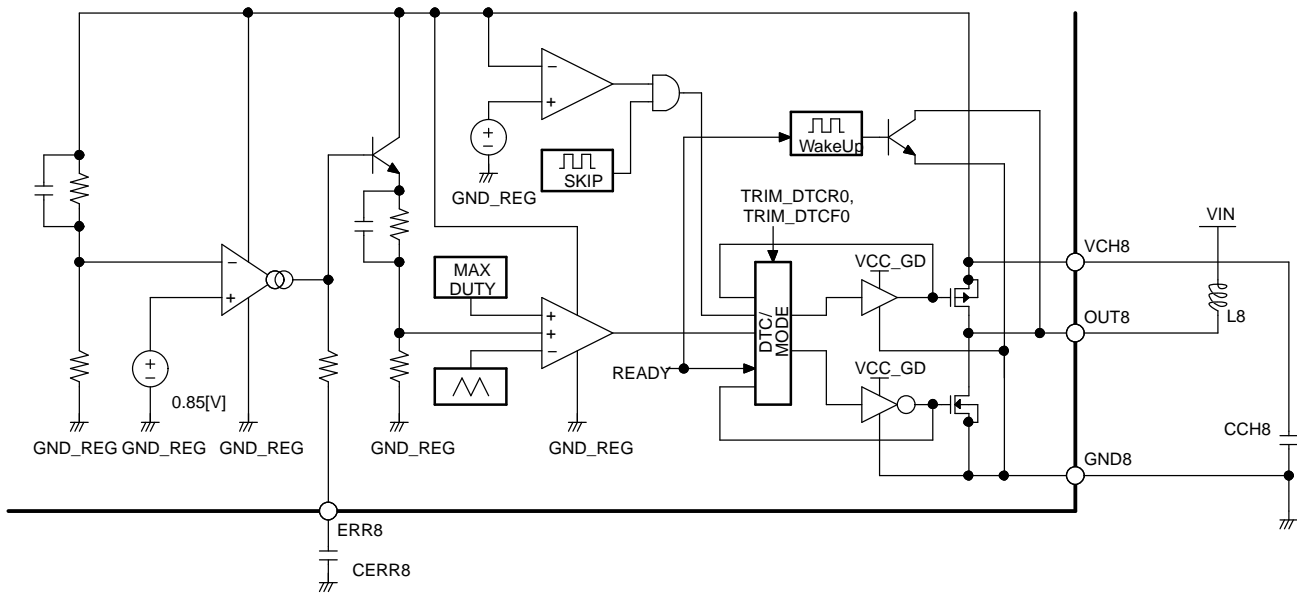 −
+
SKIP
GND_REG
WakeUp
TRIM_DTCR0,
TRIM_DTCF0
VIN
VCH8
−
+
MAX
DUTY
+
+
−
VCC_GD
DTC/
MODE
OUT8
L8
READY
VCC_GD
+
−
0.85[V]
GND_REG
GND_REG
GND_REG
GND_REG
GND_REG
CCH8
GND8
ERR8
CERR8
+
−